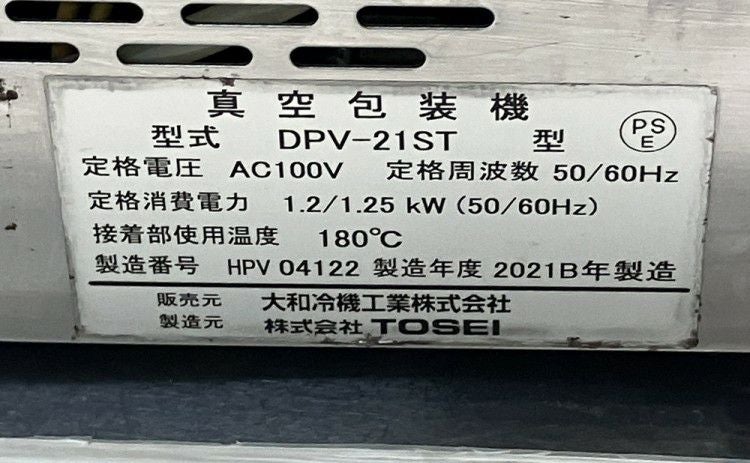 真空包装機
型式 DPV-21ST 型 PSE
定格電圧 AC100V 定格周波数 50/60Hz
定格消費電力 1.2/1.25 kW (50/60Hz)
接着部使用温度 180℃
製造番号 HPV 04122 製造年度 2021B年製造
販売元 大和冷機工業株式会社
製造元 株式会社 TOSEI